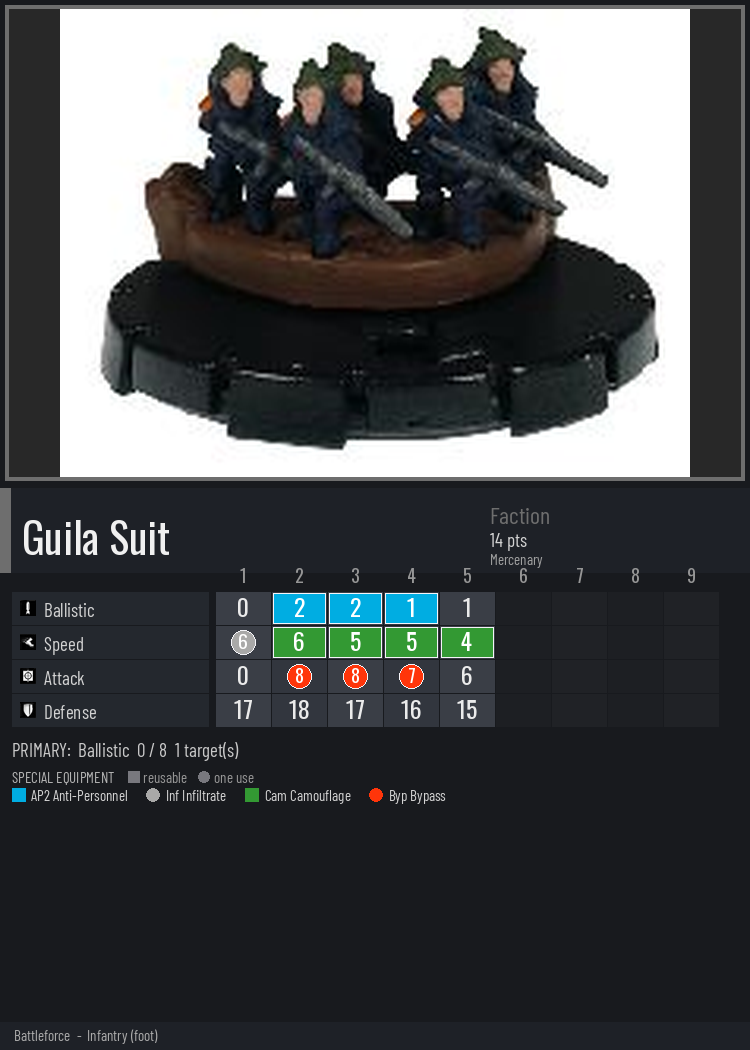 Guila Suit
Faction
14 pts
Mercenary
1 2 3 4 5 6 7 8 9
Ballistic 0 2 2 1 1
Speed 6 6 5 5 4
Attack 0 8 8 7 6
Defense 17 18 17 16 15
PRIMARY: Ballistic 0 / 8 1 target(s)
SPECIAL EQUIPMENT reusable one use
AP2 Anti-Personnel Inf Infiltrate Cam Camouflage Byp Bypass
Battleforce - Infantry (foot)